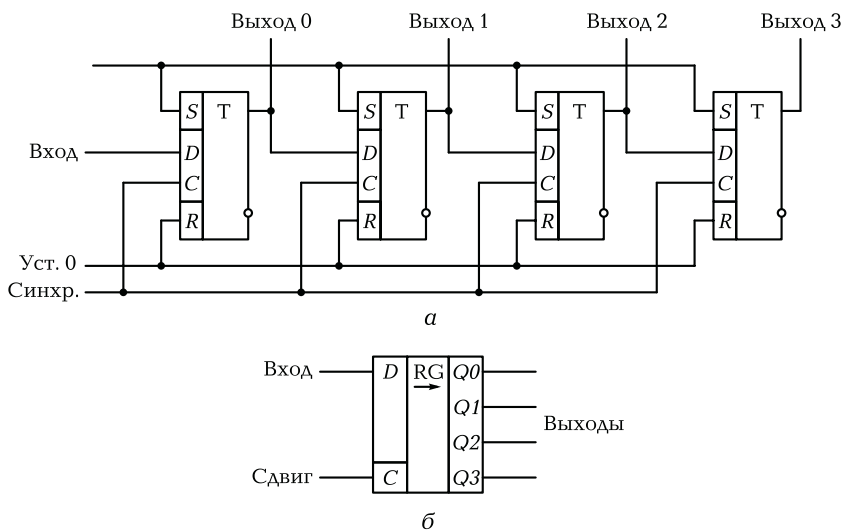 Выход 0 Выход 1 Выход 2 Выход 3
S T S T S T S T
Вход D D D D
C C C C
R R R R
Уст. 0
Синхр.
а
Вход D RG Q0
Q1
Выходы
Q2
Сдвиг C Q3
б